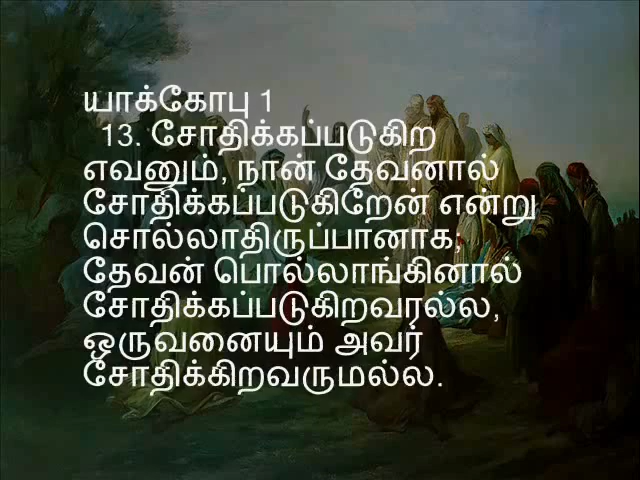 யாக்கோபு 1
13. சோதிக்கப்படுகிற
எவனும், நான் தேவனால்
சோதிக்கப்படுகிறேன் என்று
சொல்லாதிருப்பானாக;
தேவன் பொல்லாங்கினால்
சோதிக்கப்படுகிறவரல்ல,
ஒருவனையும் அவர்
சோதிக்கிறவருமல்ல.